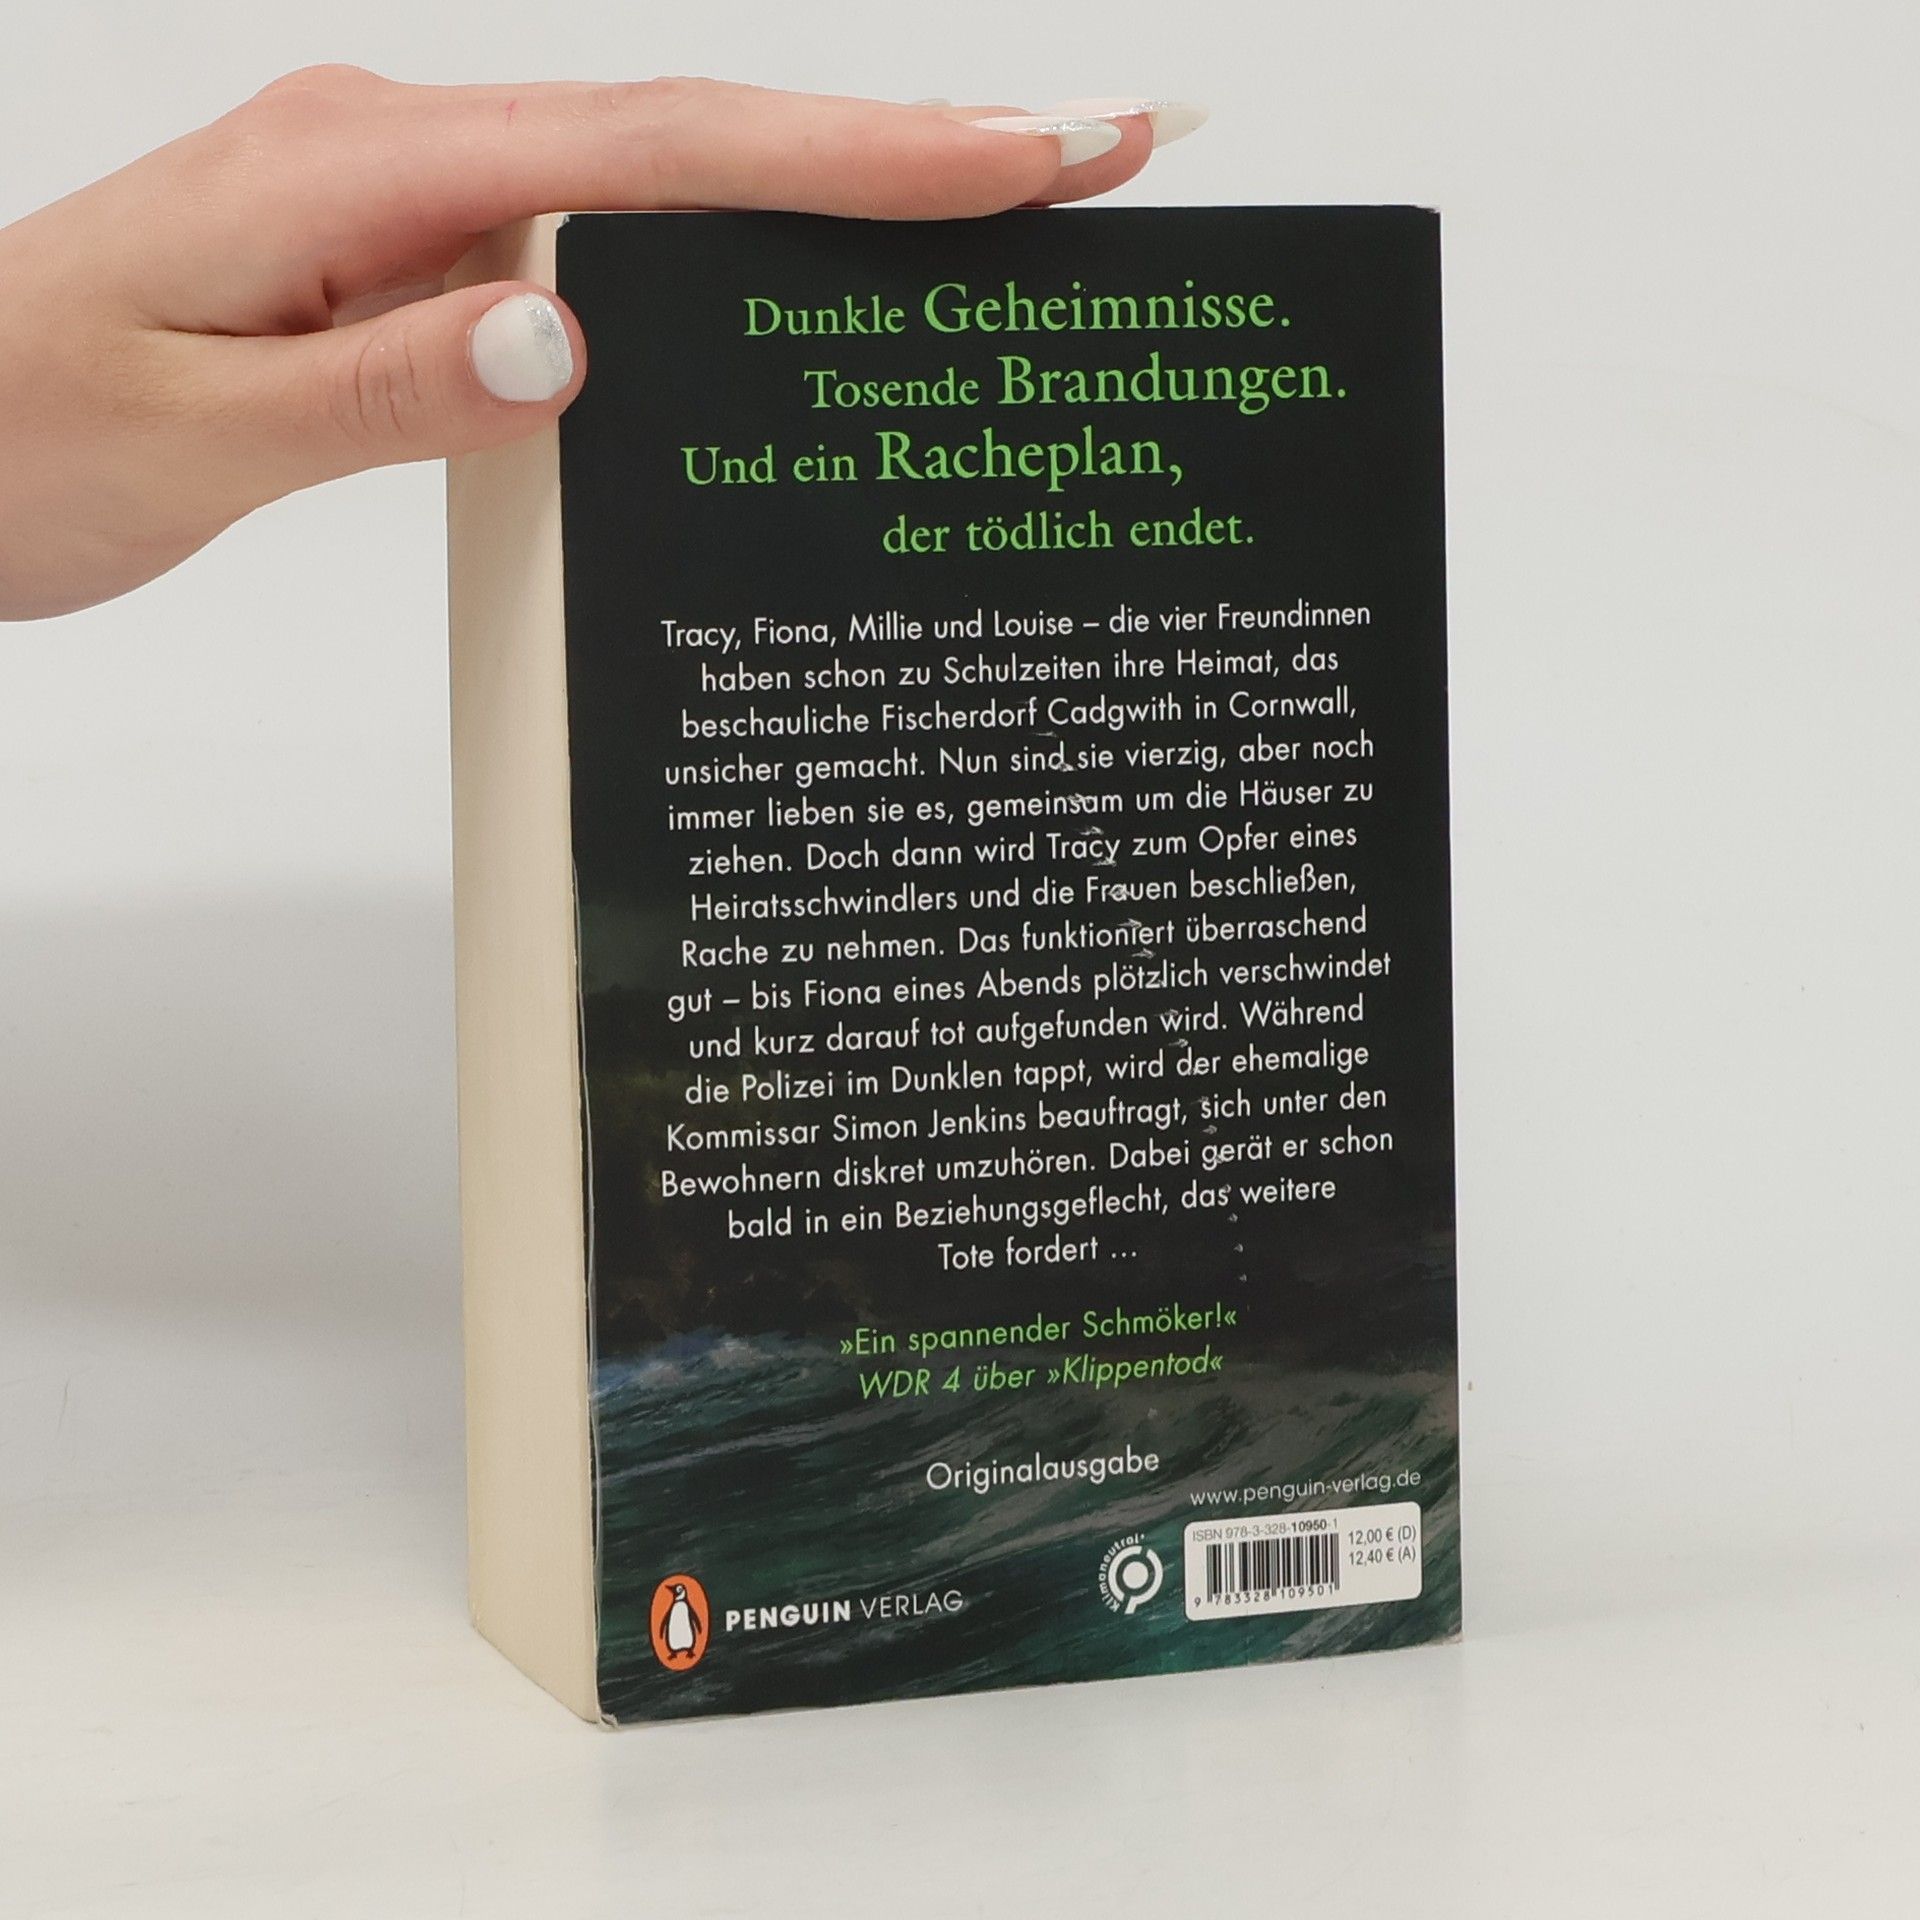 Dunkle Geheimnisse.
Tosende Brandungen.
Und ein Racheplan,
der tödlich endet.
Tracy, Fiona, Millie und Louise – die vier Freundinnen
haben schon zu Schulzeiten ihre Heimat, das
beschauliche Fischerdorf Cadgwith in Cornwall,
unsicher gemacht. Nun sind sie vierzig, aber noch
immer lieben sie es, gemeinsam um die Häuser zu
ziehen. Doch dann wird Tracy zum Opfer eines
Heiratsschwindlers und die Frauen beschließen,
Rache zu nehmen. Das funktioniert überraschend
gut – bis Fiona eines Abends plötzlich verschwindet
und kurz darauf tot aufgefunden wird. Während
die Polizei im Dunklen tappt, wird der ehemalige
Kommissar Simon Jenkins beauftragt, sich unter den
Bewohnern diskret umzuhören. Dabei gerät er schon
bald in ein Beziehungsgeflecht, das weitere
Tote fordert ...
»Ein spannender Schmöker!«
WDR 4 über »Klippentod«
Originalausgabe
www.penguin-verlag.de
ISBN 978-3-328-10950-1
12,00 € (D)
12,40 € (A)
9 783328 109501
klimaneutral
PENGUIN VERLAG